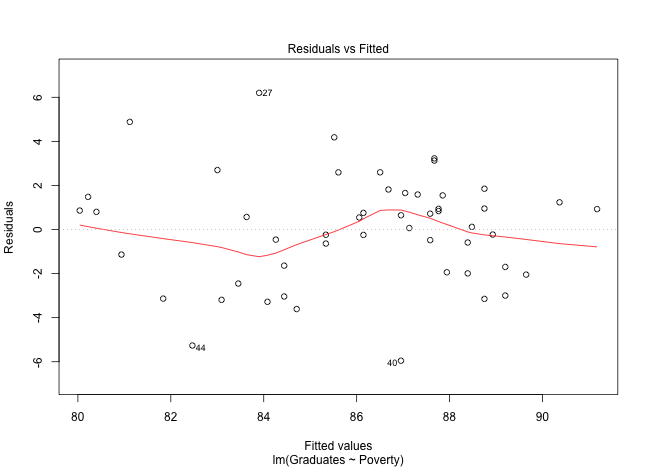 Residuals vs Fitted
Residuals
6
4
2
0
-2
-4
-6
27
44
40
80 82 84 86 88 90
Fitted values
lm(Graduates ~ Poverty)